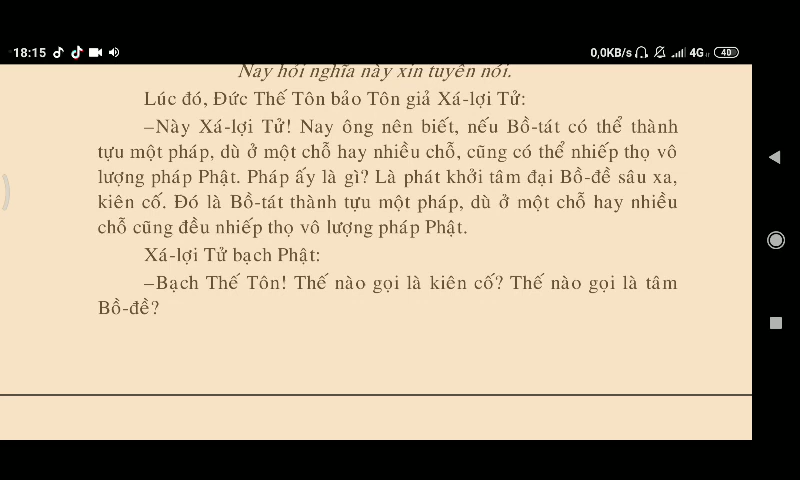 18:15
0,0KB/s 4G 40
Nay hỏi nghĩa này xin tuyên nói.
Lúc đó, Đức Thế Tôn bảo Tôn giả Xá-lợi Tử:
–Này Xá-lợi Tử! Nay ông nên biết, nếu Bồ-tát có thể thành
tựu một pháp, dù ở một chỗ hay nhiều chỗ, cũng có thể nhiếp thọ vô
lượng pháp Phật. Pháp ấy là gì? Là phát khởi tâm đại Bồ-đề sâu xa,
kiên cố. Đó là Bồ-tát thành tựu một pháp, dù ở một chỗ hay nhiều
chỗ cũng đều nhiếp thọ vô lượng pháp Phật.
Xá-lợi Tử bạch Phật:
–Bạch Thế Tôn! Thế nào gọi là kiên cố? Thế nào gọi là tâm
Bồ-đề?